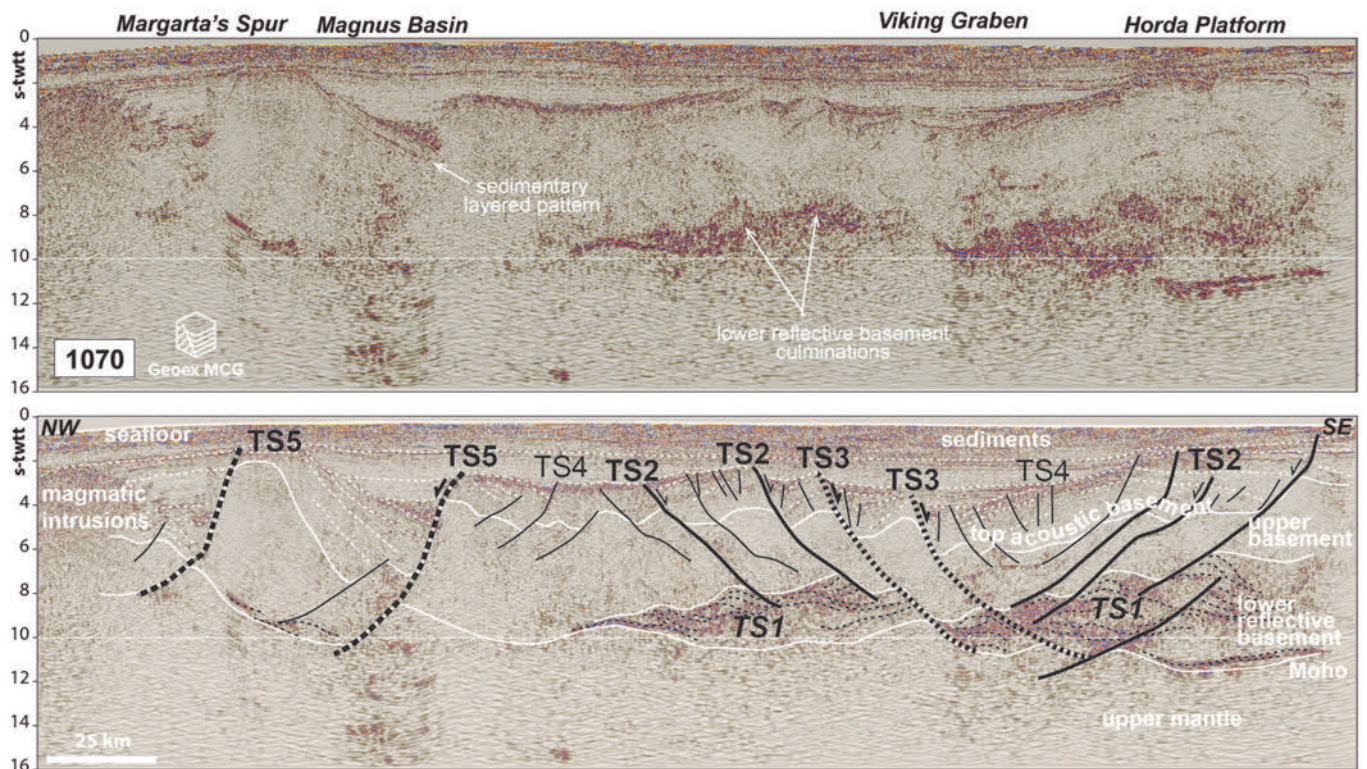 Margarta's Spur Magnus Basin Viking Graben Horda Platform
0
s-twtt
2
4
6
sedimentary
layered pattern
8
10
12
lower reflective basement
culminations
14
1070
Geoex MCG
16
0
NW
SE
s-twtt
seafloor
TS5
sediments
2
TS5
TS4
TS2
TS2
TS3
TS3
TS4
TS2
magmatic
intrusions
4
top acoustic basement
upper
basement
6
8
TS1
TS1
lower
reflective
basement
10
Moho
12
upper mantle
14
25 km
16